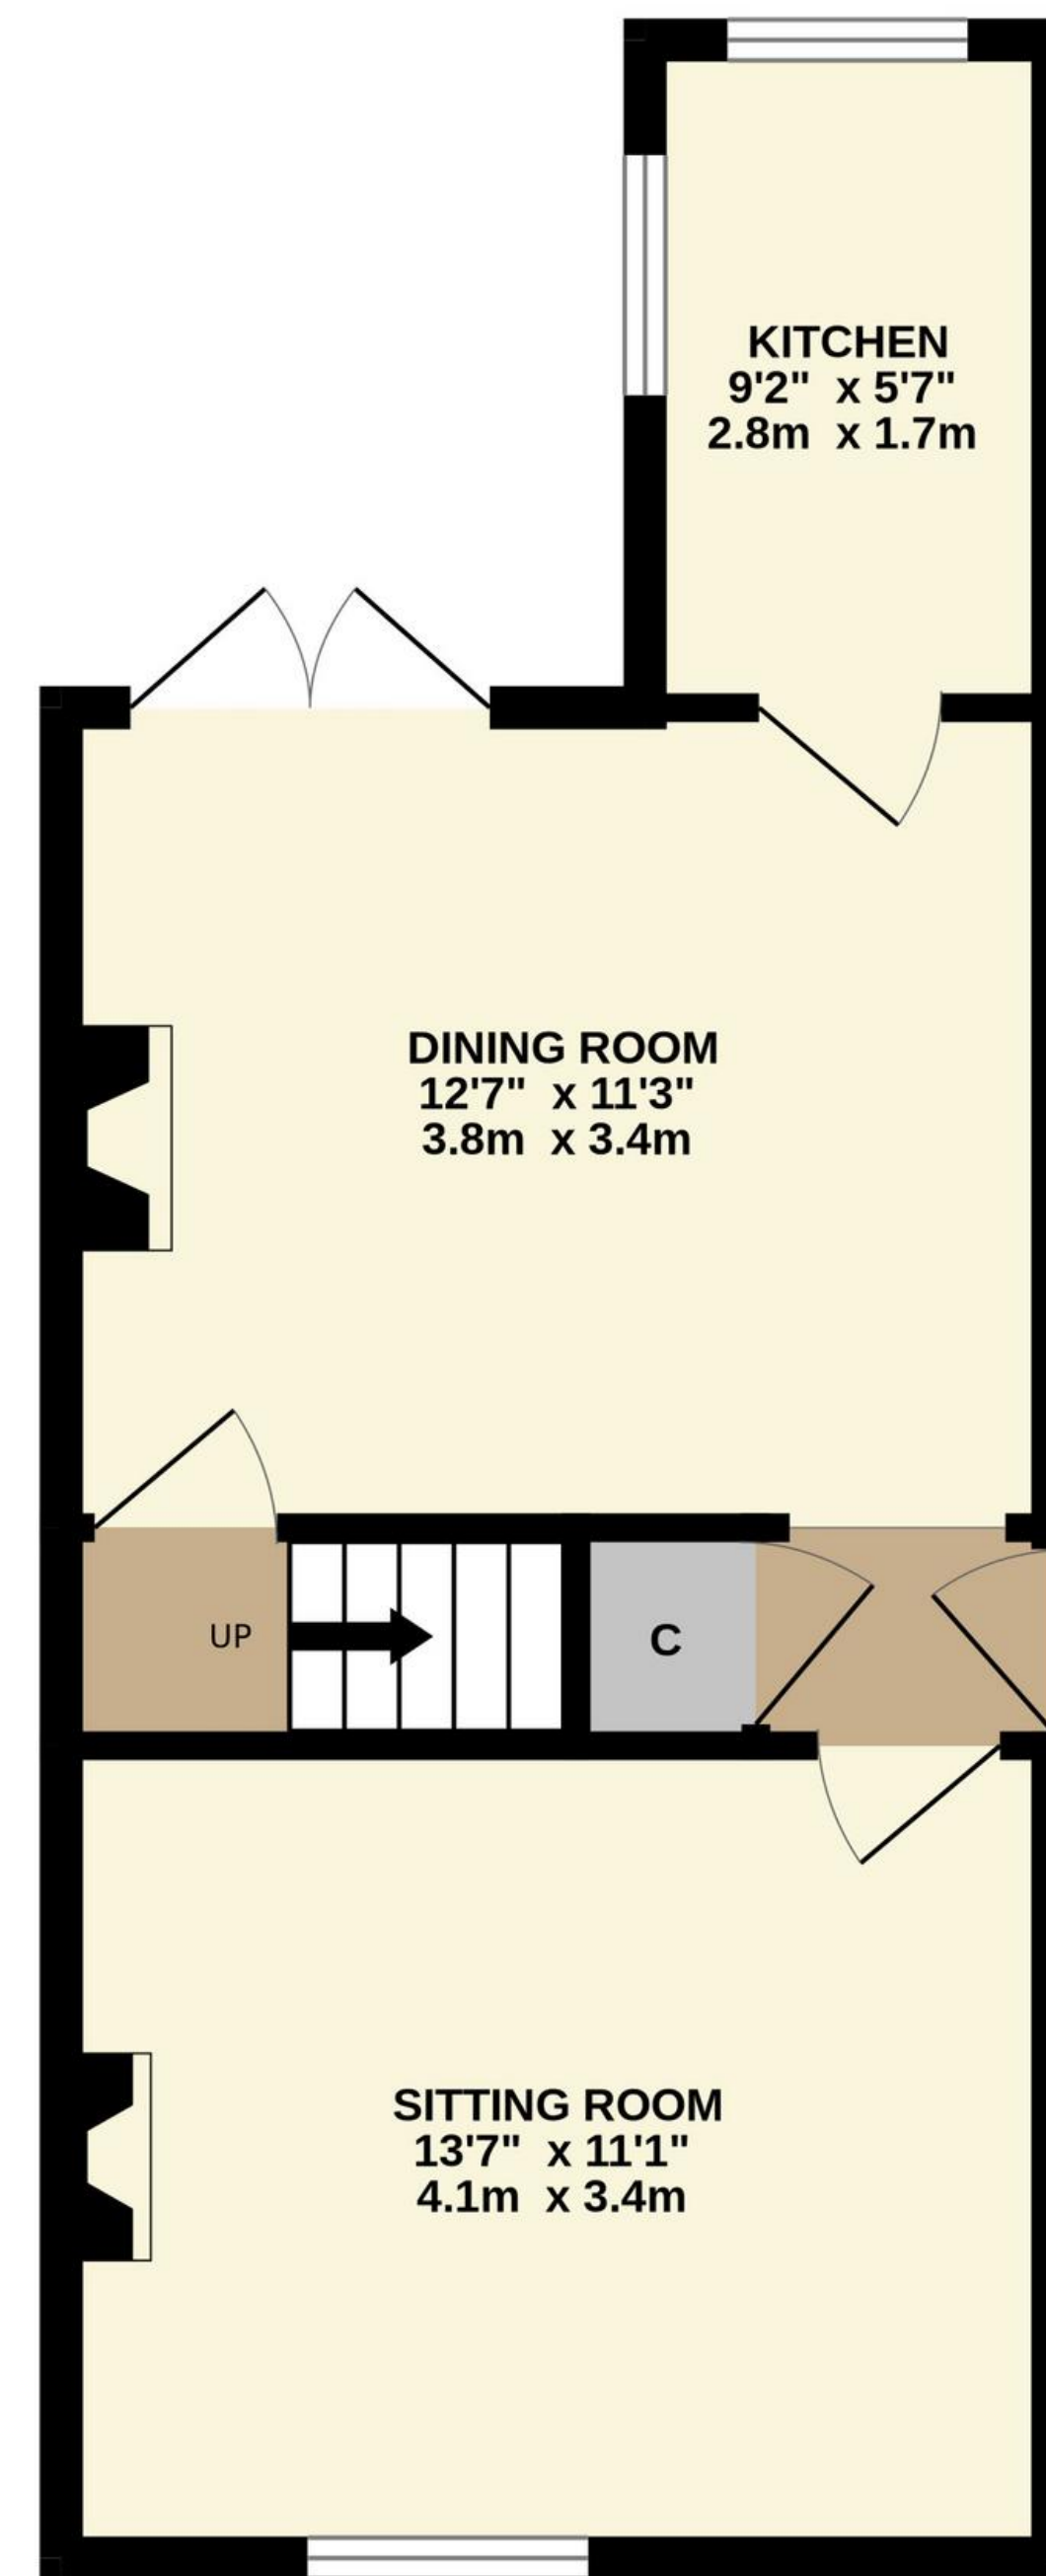 KITCHEN
9'2" x 5'7"
2.8m x 1.7m
DINING ROOM
12'7" x 11'3"
3.8m x 3.4m
UP
C
SITTING ROOM
13'7" x 11'1"
4.1m x 3.4m